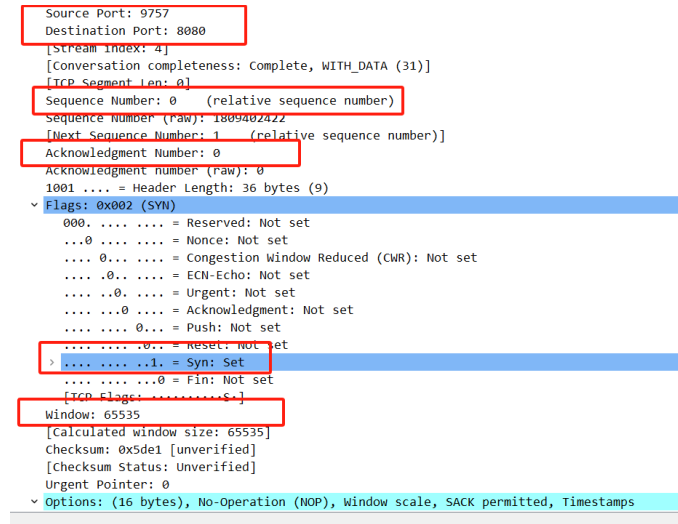 Source Port: 9757
Destination Port: 8080
[Stream index: 4]
[Conversation completeness: Complete, WITH_DATA (31)]
[TCP Segment Len: 0]
Sequence Number: 0    (relative sequence number)
Sequence Number (raw): 1809402422
[Next Sequence Number: 1    (relative sequence number)]
Acknowledgment Number: 0
Acknowledgment number (raw): 0
1001 .... = Header Length: 36 bytes (9)
Flags: 0x002 (SYN)
000. .... .... = Reserved: Not set
...0 .... .... = Nonce: Not set
.... 0... .... = Congestion Window Reduced (CWR): Not set
.... .0.. .... = ECN-Echo: Not set
.... ..0. .... = Urgent: Not set
.... ...0 .... = Acknowledgment: Not set
.... .... 0... = Push: Not set
.... .... .0.. = Reset: Not set
.... .... ..1. = Syn: Set
.... .... ...0 = Fin: Not set
[TCP Flags: ··········S·]
Window: 65535
[Calculated window size: 65535]
Checksum: 0x5de1 [unverified]
[Checksum Status: Unverified]
Urgent Pointer: 0
Options: (16 bytes), No-Operation (NOP), Window scale, SACK permitted, Timestamps